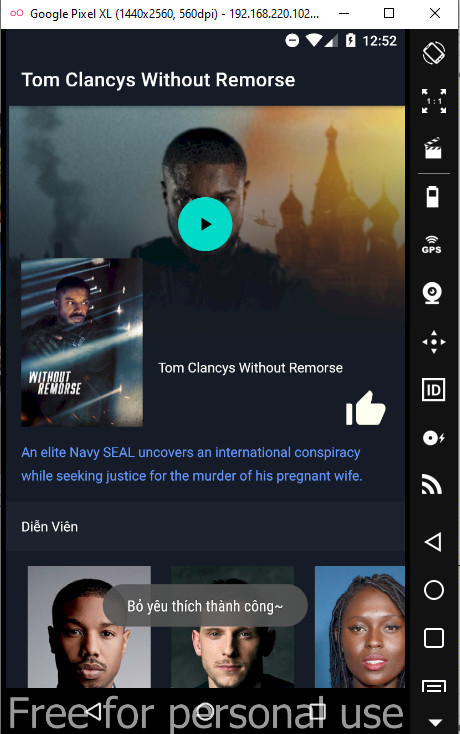 Google Pixel XL (1440x2560, 560dpi) - 192.168.220.102...
12:52
Tom Clancys Without Remorse
1:1
GPS
WITHOUT
REMORSE
Tom Clancys Without Remorse
ID
An elite Navy SEAL uncovers an international conspiracy
while seeking justice for the murder of his pregnant wife.
Diễn Viên
Bỏ yêu thích thành công~
Free for personal use